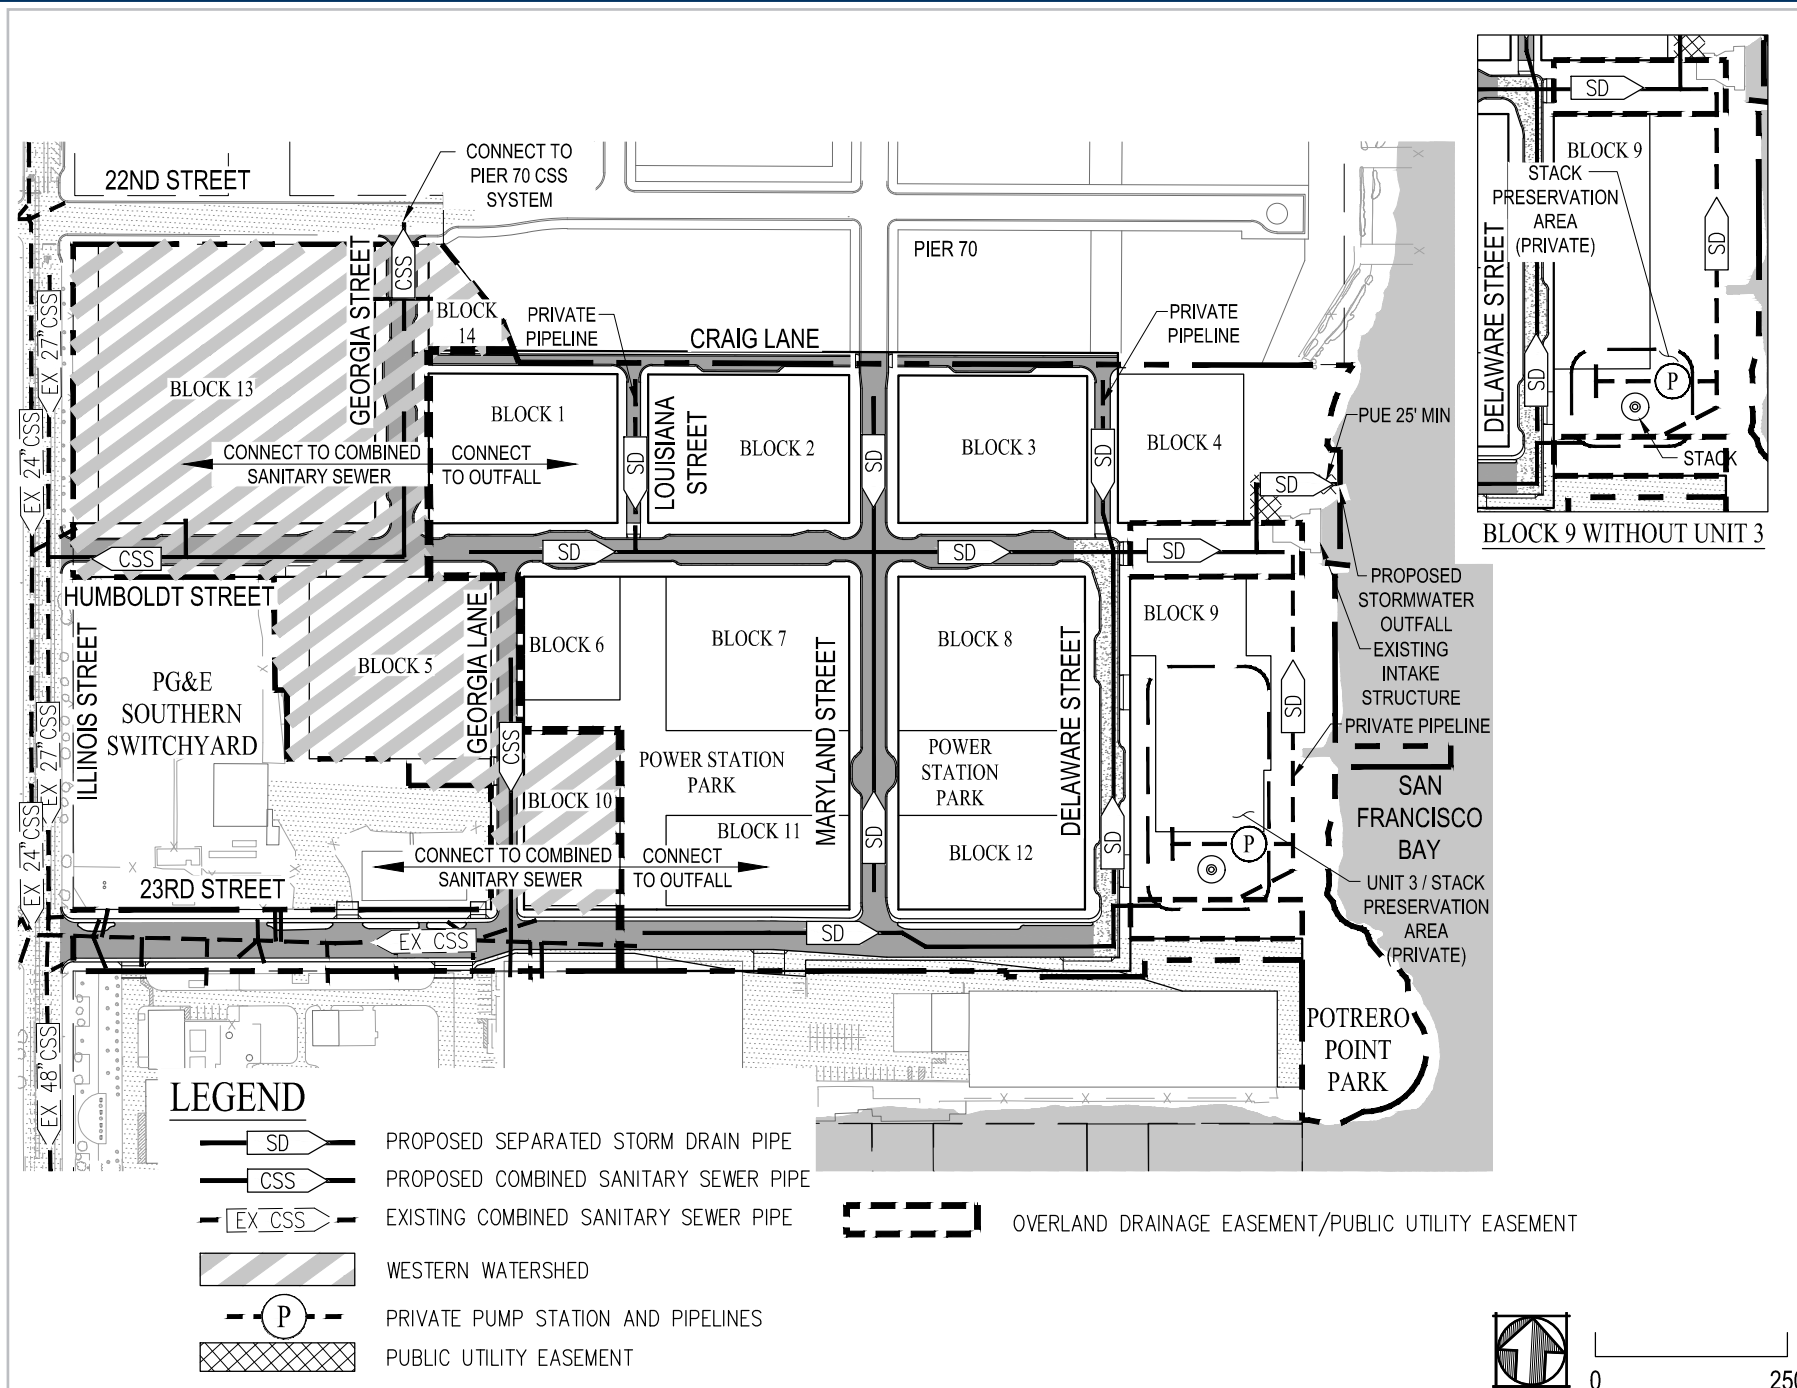 22ND STREET
CONNECT TO
PIER 70 CSS
SYSTEM
PIER 70
GEORGIA STREET
CSS
BLOCK
14
PRIVATE
PIPELINE
CRAIG LANE
PRIVATE
PIPELINE
EX 27" CSS
EX 24" CSS
BLOCK 13
BLOCK 1
LOUISIANA
STREET
BLOCK 2
BLOCK 3
BLOCK 4
PUE 25' MIN
CONNECT TO COMBINED
SANITARY SEWER
CONNECT
TO OUTFALL
SD
SD
SD
SD
CSS
SD
SD
SD
HUMBOLDT STREET
ILLINOIS STREET
PG&E
SOUTHERN
SWITCHYARD
BLOCK 5
GEORGIA LANE
CSS
BLOCK 6
BLOCK 7
MARYLAND STREET
BLOCK 8
DELAWARE STREET
BLOCK 9
SD
PROPOSED
STORMWATER
OUTFALL
EXISTING
INTAKE
STRUCTURE
PRIVATE PIPELINE
SAN
FRANCISCO
BAY
EX 27" CSS
EX 24" CSS
BLOCK 10
POWER STATION
PARK
BLOCK 11
POWER
STATION
PARK
BLOCK 12
SD
SD
P
UNIT 3 / STACK
PRESERVATION
AREA
(PRIVATE)
CONNECT TO COMBINED
SANITARY SEWER
CONNECT
TO OUTFALL
23RD STREET
EX CSS
SD
EX 48" CSS
POTRERO
POINT
PARK
SD
BLOCK 9
STACK
PRESERVATION
AREA
(PRIVATE)
SD
DELAWARE STREET
SD
P
STACK
BLOCK 9 WITHOUT UNIT 3
LEGEND
SD PROPOSED SEPARATED STORM DRAIN PIPE
CSS PROPOSED COMBINED SANITARY SEWER PIPE
EX CSS EXISTING COMBINED SANITARY SEWER PIPE
OVERLAND DRAINAGE EASEMENT/PUBLIC UTILITY EASEMENT
WESTERN WATERSHED
P PRIVATE PUMP STATION AND PIPELINES
PUBLIC UTILITY EASEMENT
0